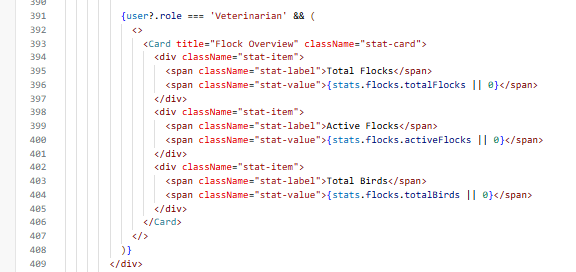 390
391 {user?.role === 'Veterinarian' && (
392 <>
393 <Card title="Flock Overview" className="stat-card">
394 <div className="stat-item">
395 <span className="stat-label">Total Flocks</span>
396 <span className="stat-value">{stats.flocks.totalFlocks || 0}</span>
397 </div>
398 <div className="stat-item">
399 <span className="stat-label">Active Flocks</span>
400 <span className="stat-value">{stats.flocks.activeFlocks || 0}</span>
401 </div>
402 <div className="stat-item">
403 <span className="stat-label">Total Birds</span>
404 <span className="stat-value">{stats.flocks.totalBirds || 0}</span>
405 </div>
406 </Card>
407 </>
408 )}
409 </div>